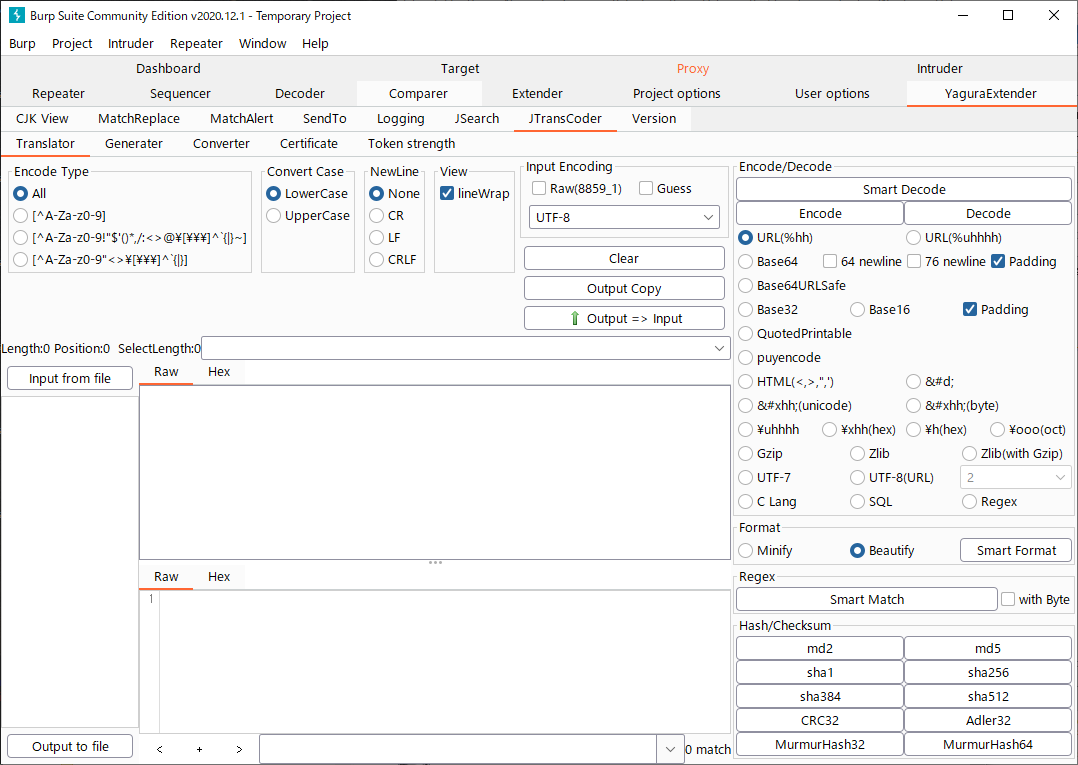 Burp Suite Community Edition v2020.12.1 - Temporary Project
Burp Project Intruder Repeater Window Help
Dashboard Target Proxy Intruder
Repeater Sequencer Decoder Comparer Extender Project options User options YaguraExtender
CJK View MatchReplace MatchAlert SendTo Logging JSearch JTransCoder Version
Translator Generater Converter Certificate Token strength
Encode Type
All
[^A-Za-z0-9]
[^A-Za-z0-9!"$'()*,/:<>@¥[¥¥¥]^`{|}~]
[^A-Za-z0-9"<>¥[¥¥¥]^`{|}]
Convert Case
LowerCase
UpperCase
NewLine
None
CR
LF
CRLF
View
lineWrap
Input Encoding
Raw(8859_1) Guess
UTF-8
Clear
Output Copy
Output => Input
Length:0 Position:0 SelectLength:0
Input from file
Raw Hex
Raw Hex
1
Output to file
< + > 0 match
Encode/Decode
Smart Decode
Encode Decode
URL(%hh) URL(%uhhhh)
Base64 64 newline 76 newline Padding
Base64URLSafe
Base32 Base16 Padding
QuotedPrintable
puyencode
HTML(<,>,",') &#d;
&#xhh;(unicode) &#xhh;(byte)
¥uhhhh ¥xhh(hex) ¥h(hex) ¥ooo(oct)
Gzip Zlib Zlib(with Gzip)
UTF-7 UTF-8(URL) 2
C Lang SQL Regex
Format
Minify Beautify Smart Format
Regex
Smart Match with Byte
Hash/Checksum
md2 md5
sha1 sha256
sha384 sha512
CRC32 Adler32
MurmurHash32 MurmurHash64